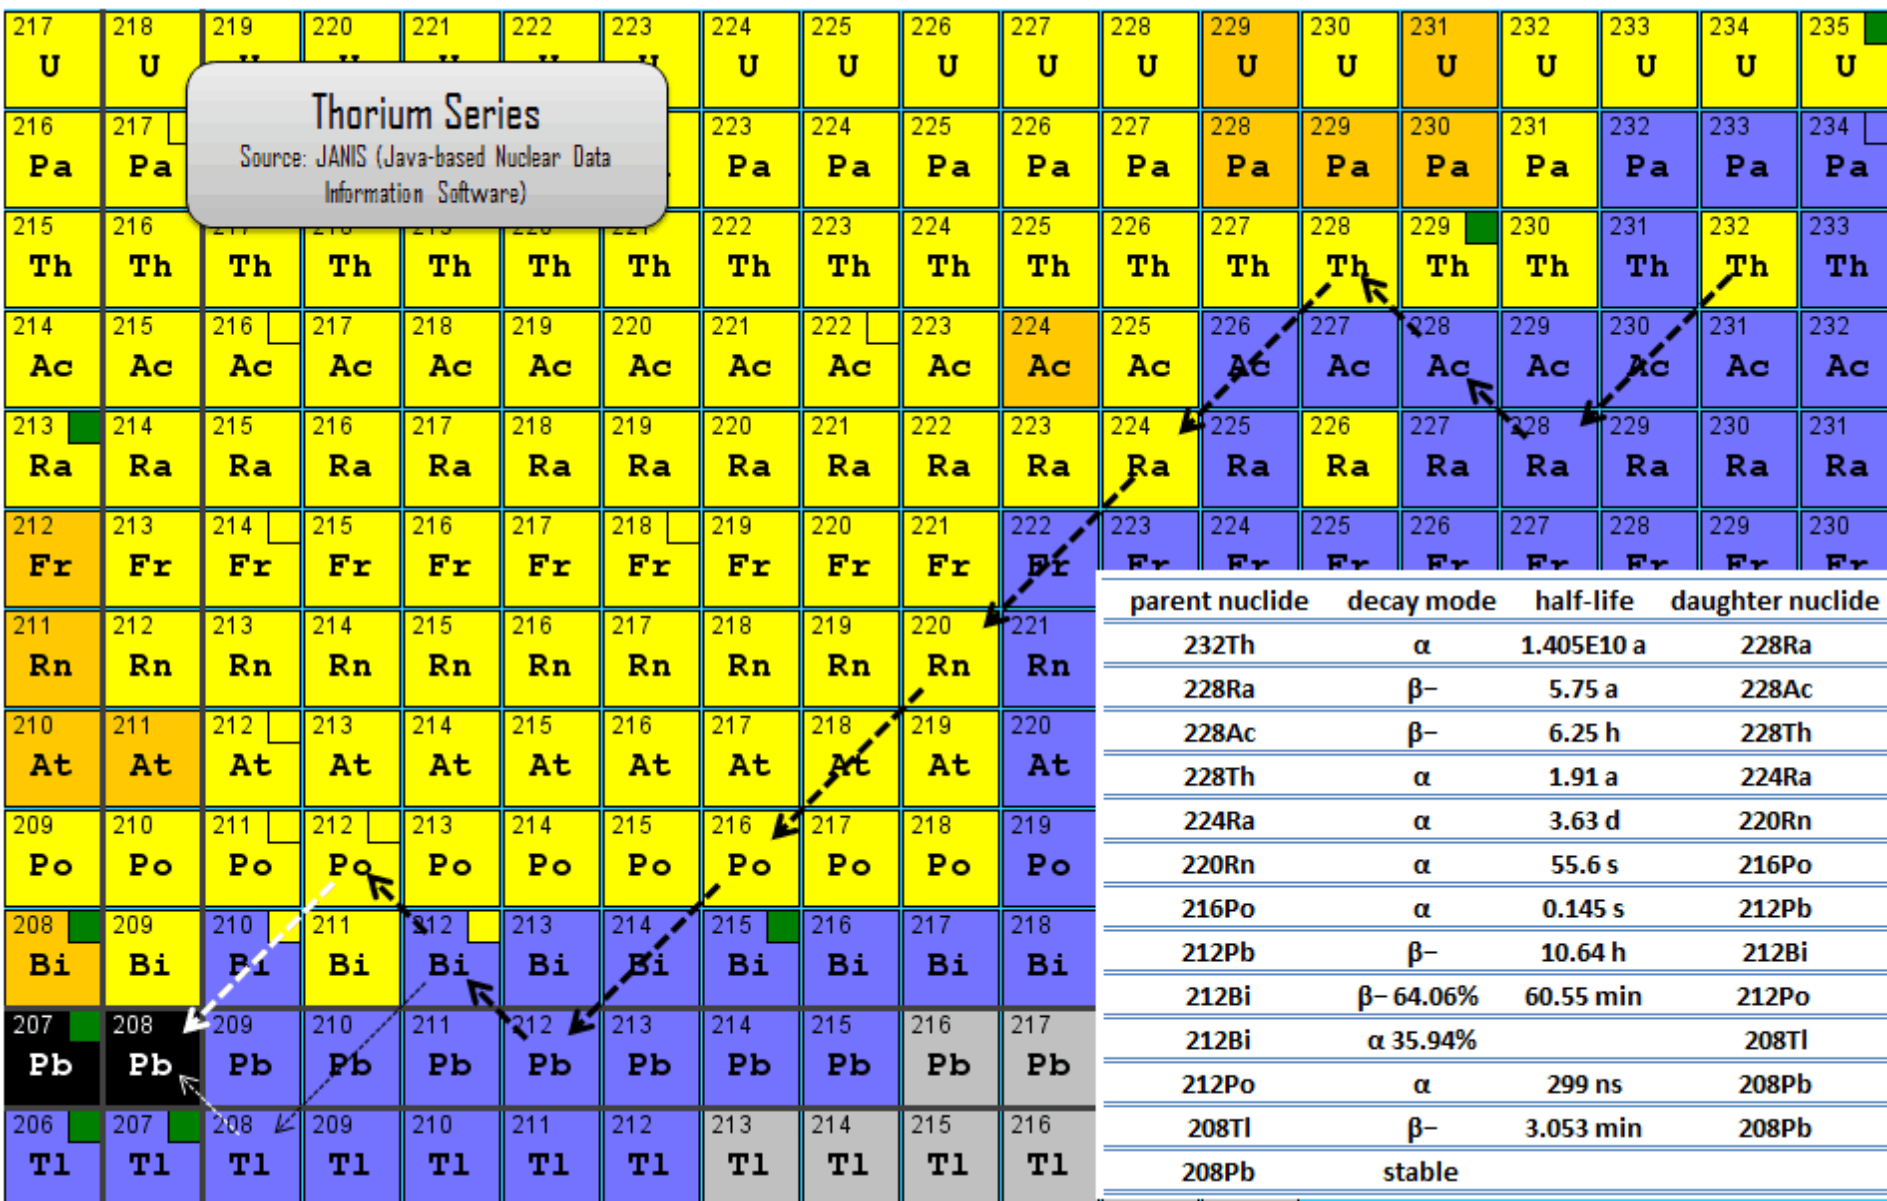 217 218 219 220 221 222 223 224 225 226 227 228 229 230 231 232 233 234 235
U U U U U U U U U U U U U U
Thorium Series
Source: JANIS (Java-based Nuclear Data
Information Software)
216 217 223 224 225 226 227 228 229 230 231 232 233 234
Pa Pa Pa Pa Pa Pa Pa Pa Pa Pa Pa Pa Pa Pa
215 216 222 223 224 225 226 227 228 229 230 231 232 233
Th Th Th Th Th Th Th Th Th Th Th Th Th Th Th Th Th Th Th
214 215 216 217 218 219 220 221 222 223 224 225 226 227 228 229 230 231 232
Ac Ac Ac Ac Ac Ac Ac Ac Ac Ac Ac Ac Ac Ac Ac Ac Ac Ac Ac
213 214 215 216 217 218 219 220 221 222 223 224 225 226 227 228 229 230 231
Ra Ra Ra Ra Ra Ra Ra Ra Ra Ra Ra Ra Ra Ra Ra Ra Ra Ra Ra
212 213 214 215 216 217 218 219 220 221 222 223 224 225 226 227 228 229 230
Fr Fr Fr Fr Fr Fr Fr Fr Fr Fr Fr Fr Fr Fr Fr Fr Fr Fr Fr
211 212 213 214 215 216 217 218 219 220 221
Rn Rn Rn Rn Rn Rn Rn Rn Rn Rn Rn
210 211 212 213 214 215 216 217 218 219 220
At At At At At At At At At At At
209 210 211 212 213 214 215 216 217 218 219
Po Po Po Po Po Po Po Po Po Po Po
208 209 210 211 212 213 214 215 216 217 218
Bi Bi Bi Bi Bi Bi Bi Bi Bi Bi Bi
207 208 209 210 211 212 213 214 215 216 217
Pb Pb Pb Pb Pb Pb Pb Pb Pb Pb Pb
206 207 208 209 210 211 212 213 214 215 216
Tl Tl Tl Tl Tl Tl Tl Tl Tl Tl Tl
parent nuclide decay mode half-life daughter nuclide
232Th α 1.405E10 a 228Ra
228Ra β− 5.75 a 228Ac
228Ac β− 6.25 h 228Th
228Th α 1.91 a 224Ra
224Ra α 3.63 d 220Rn
220Rn α 55.6 s 216Po
216Po α 0.145 s 212Pb
212Pb β− 10.64 h 212Bi
212Bi β− 64.06% 60.55 min 212Po
212Bi α 35.94% 208Tl
212Po α 299 ns 208Pb
208Tl β− 3.053 min 208Pb
208Pb stable